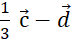 1/3 c⃗ − d⃗